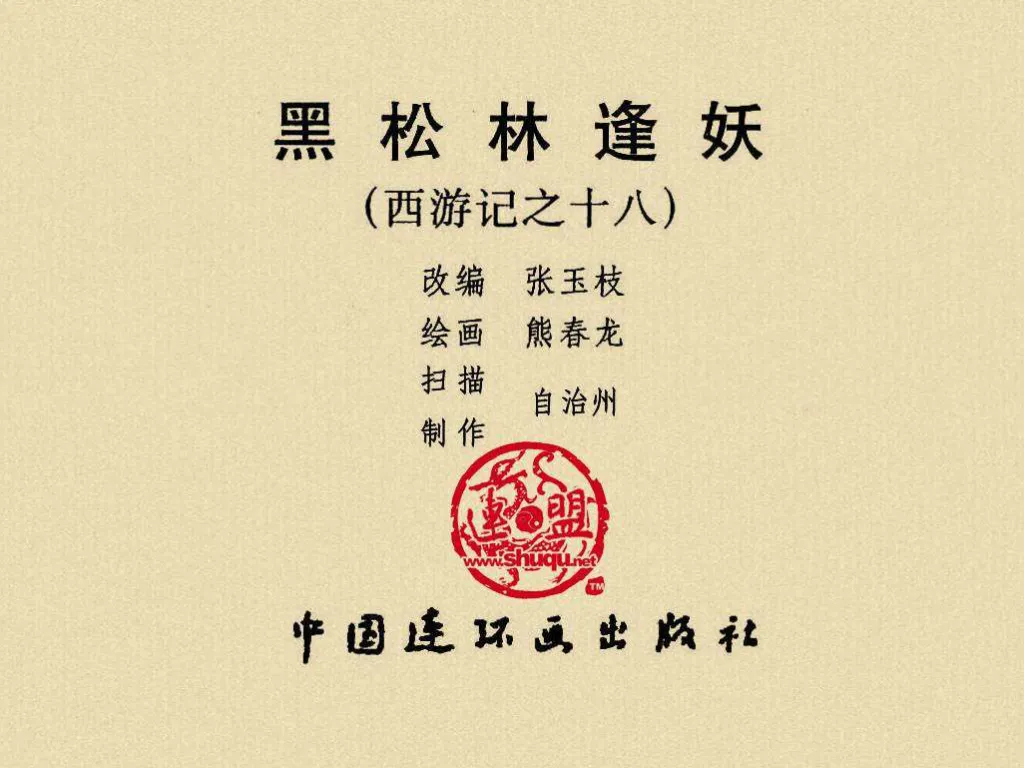 黑松林逢妖
(西游记之十八)
改编 张玉枝
绘画 熊春龙
扫描
制作 自治州
連盟
www.shuqu.net
TM
中国连环画出版社